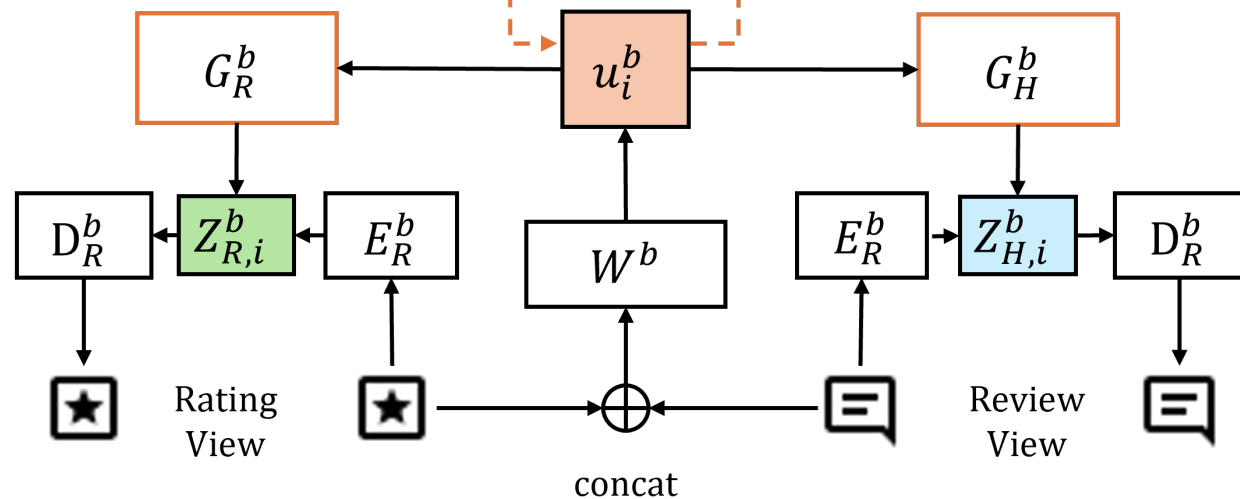 G_R^b
u_i^b
G_H^b
D_R^b
Z_{R,i}^b
E_R^b
W^b
E_R^b
Z_{H,i}^b
D_R^b
Rating
View
Review
View
concat